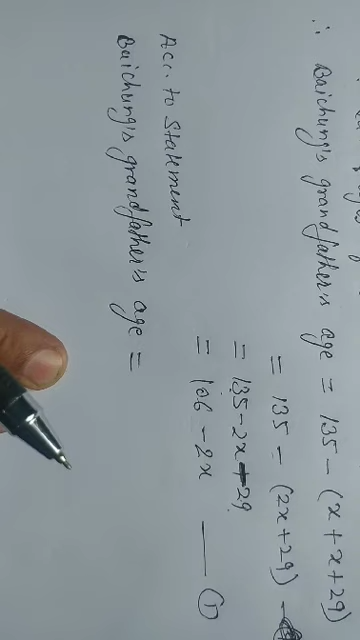 ∴ Baichung's grandfather's age = 135 - (x + x + 29)
= 135 - (2x + 29)
= 135 - 2x - 29
= 106 - 2x —— (1)
Acc. to Statement
Baichung's grandfather's age =